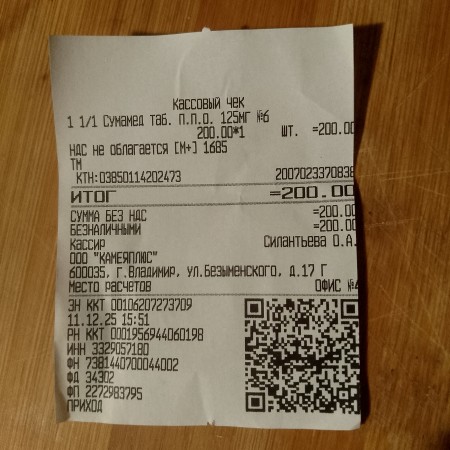 Кассовый чек
1 1/1 Сумамед таб. п.п.о. 125мг №6
200.00*1 шт. =200.00
НДС не облагается [М+] 1685
ТМ
КТН:03850114202473 2007023370838
ИТОГ =200.00
СУММА БЕЗ НДС =200.00
БЕЗНАЛИЧНЫМИ =200.00
Кассир Силантьева О.А.
ООО "КАМЕЯПЛЮС"
600035, г.Владимир, ул.Безыменского, д.17 Г
Место расчетов ОФИС №4
ЗН ККТ 00106207273709
11.12.25 15:51
РН ККТ 0001956944060198
ИНН 3329057180
ФН 7381440700044002
ФД 34302
ФП 2272983795
ПРИХОД